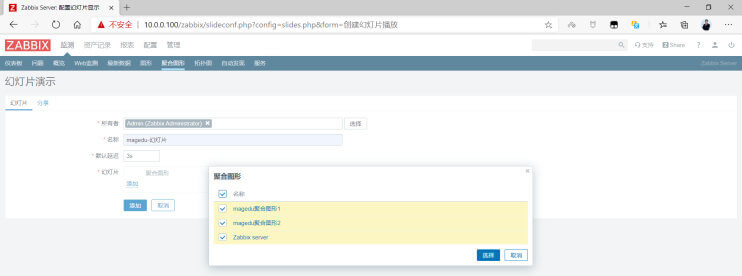 Zabbix Server: 配置幻灯片演示
不安全 | 10.0.0.100/zabbix/slideconf.php?config=slides.php&form=创建幻灯片播放
ZABBIX 监测 资产记录 报表 配置 管理 支持 Share ?
仪表板 问题 概览 Web监测 最新数据 图形 聚合图形 拓扑图 自动发现 服务 Zabbix Server
幻灯片演示
幻灯片 分享
* 所有者 Admin (Zabbix Administrator) 选择
* 名称 magedu-幻灯片
* 默认延迟 3s
* 幻灯片 聚合图形
添加
添加 取消
聚合图形
名称
magedu聚合图形1
magedu聚合图形2
Zabbix server
选择 取消